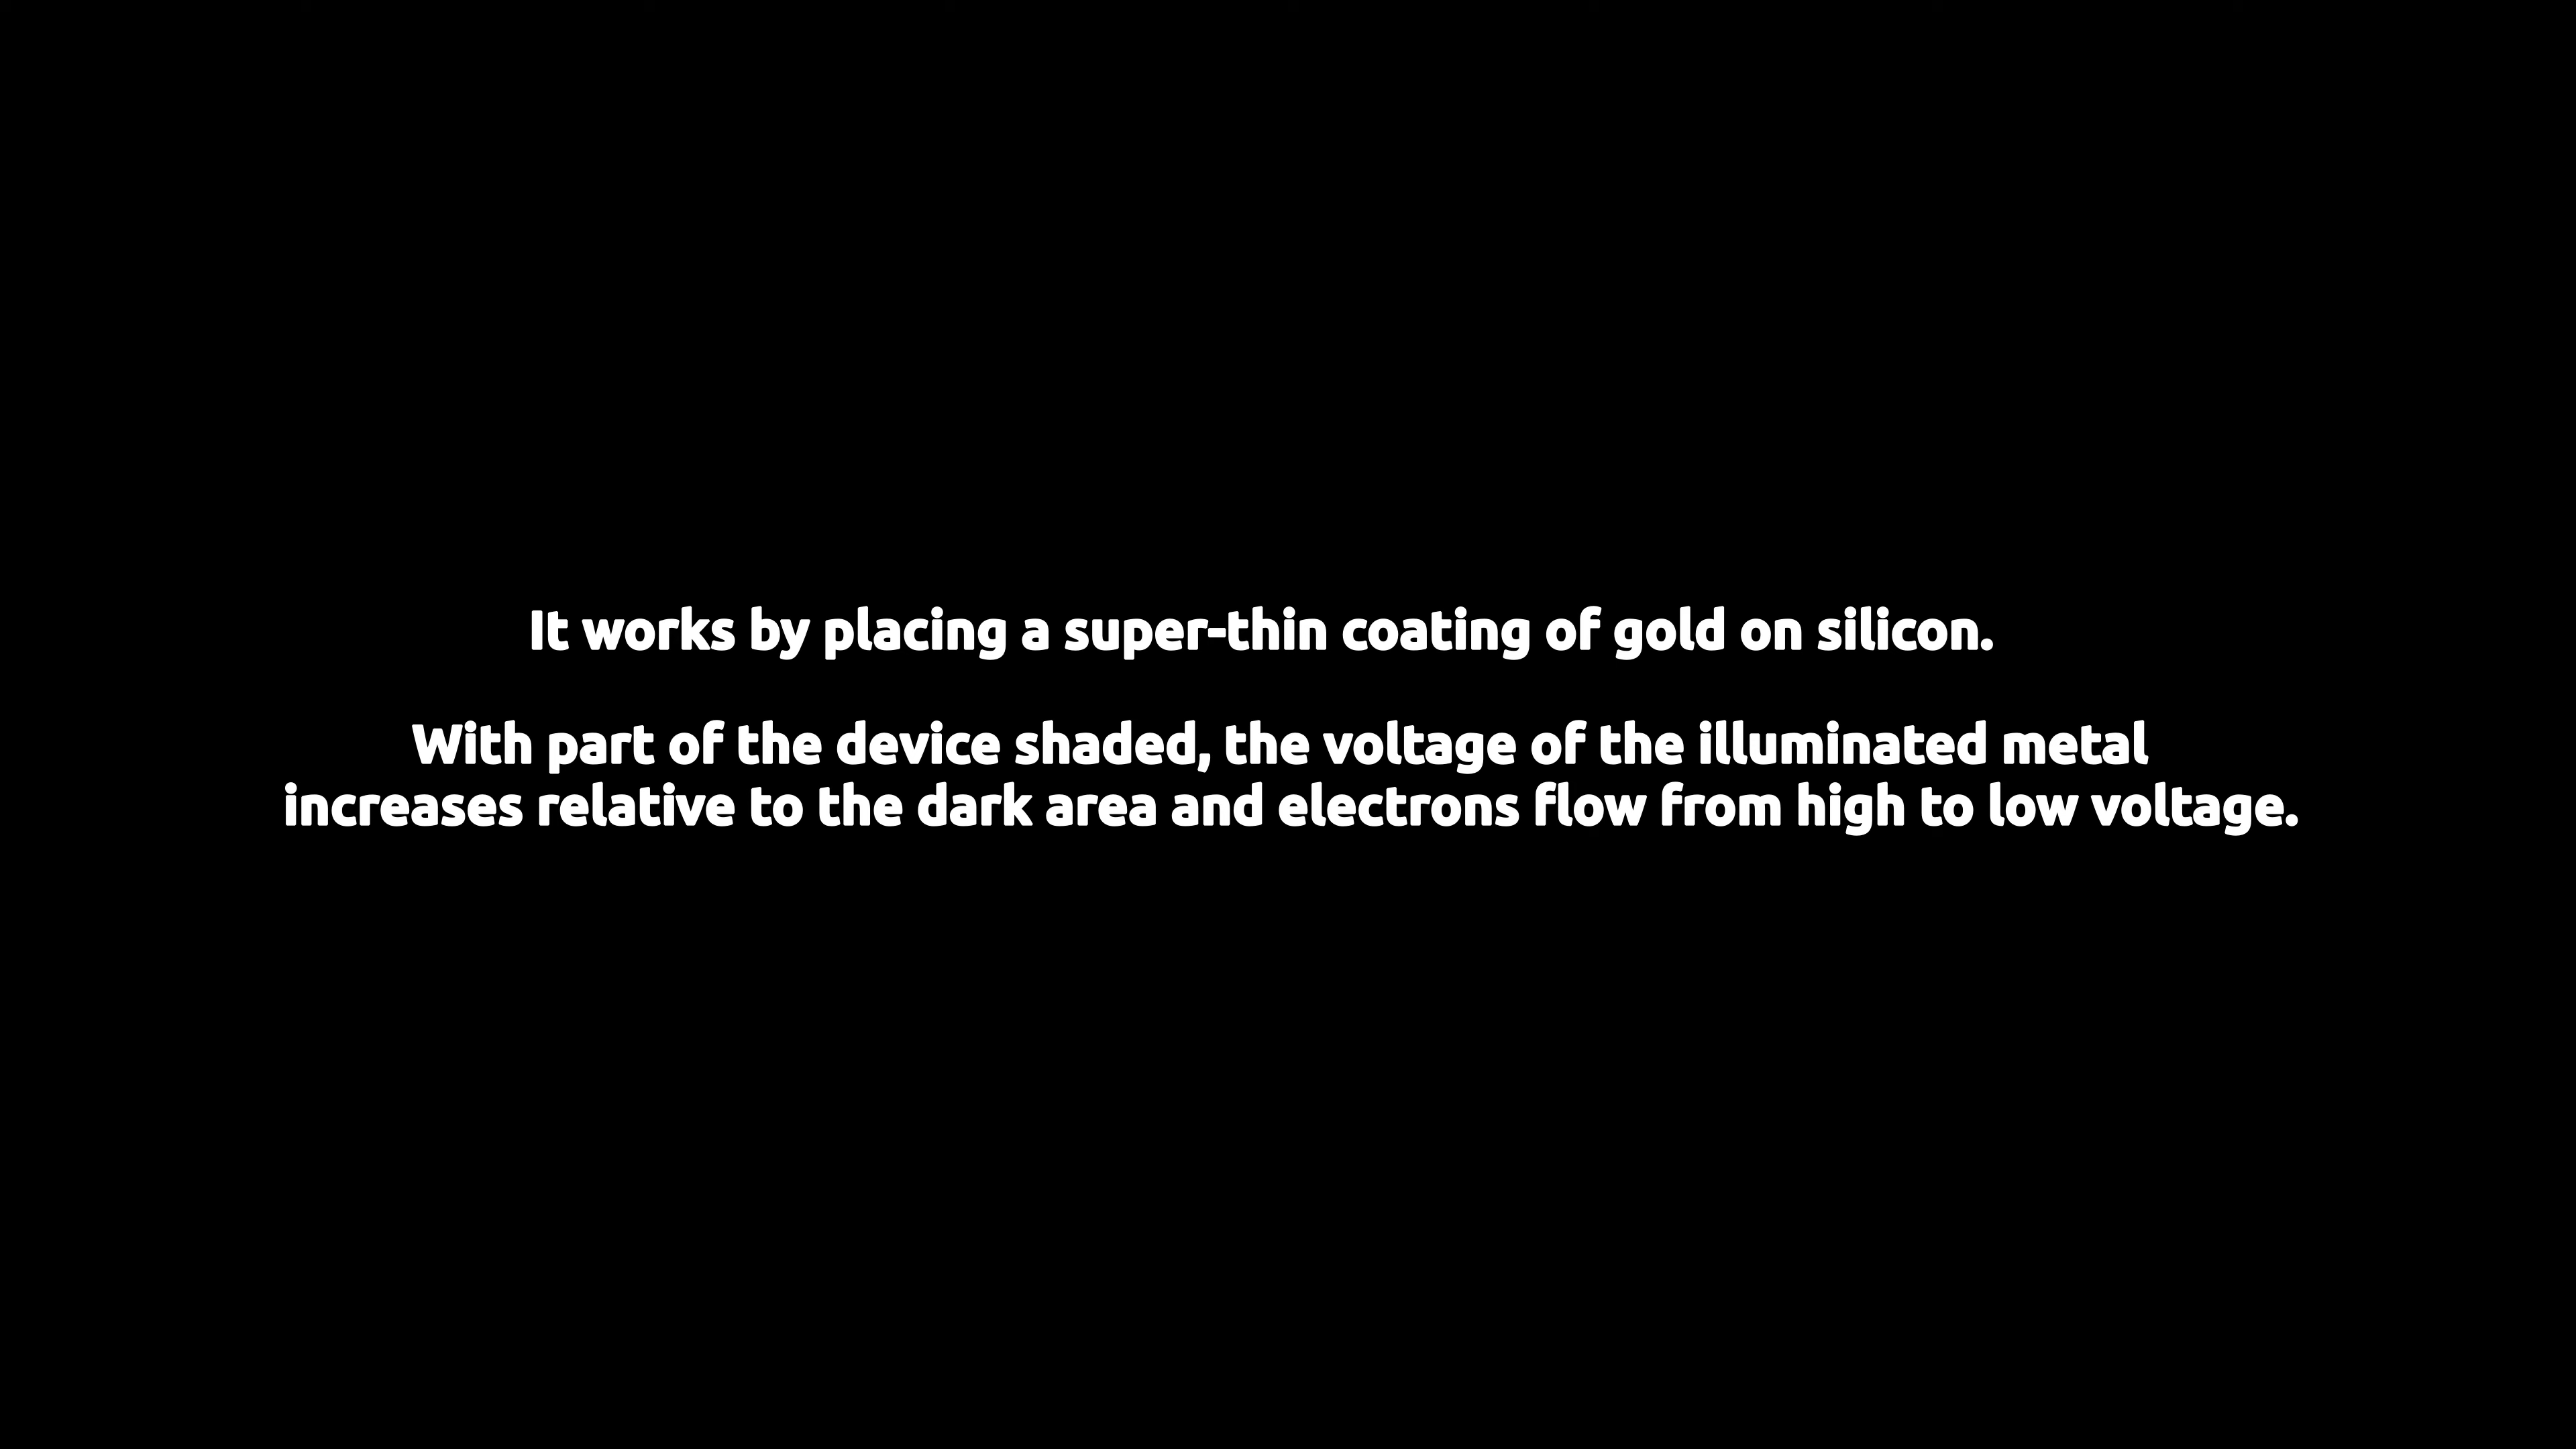 It works by placing a super-thin coating of gold on silicon.
With part of the device shaded, the voltage of the illuminated metal
increases relative to the dark area and electrons flow from high to low voltage.